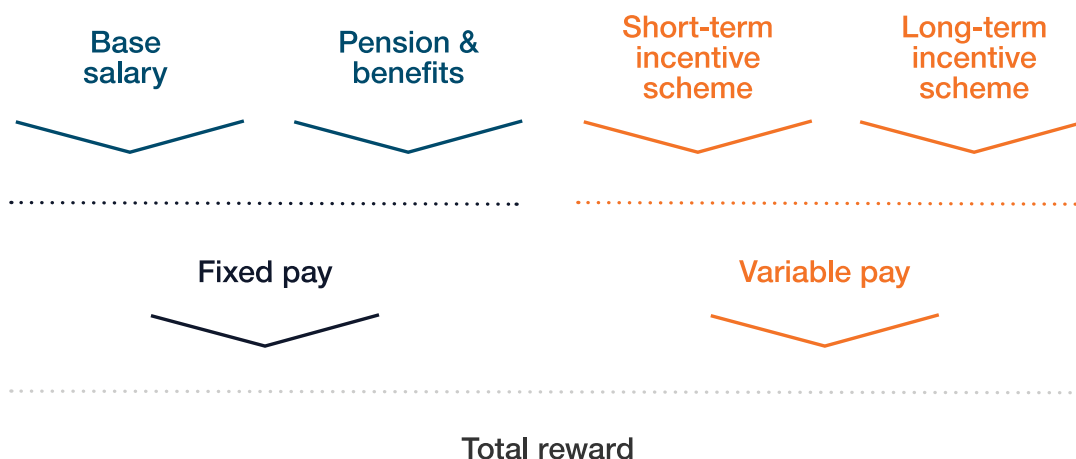 Base
salary
Pension &
benefits
Short-term
incentive
scheme
Long-term
incentive
scheme
Fixed pay
Variable pay
Total reward